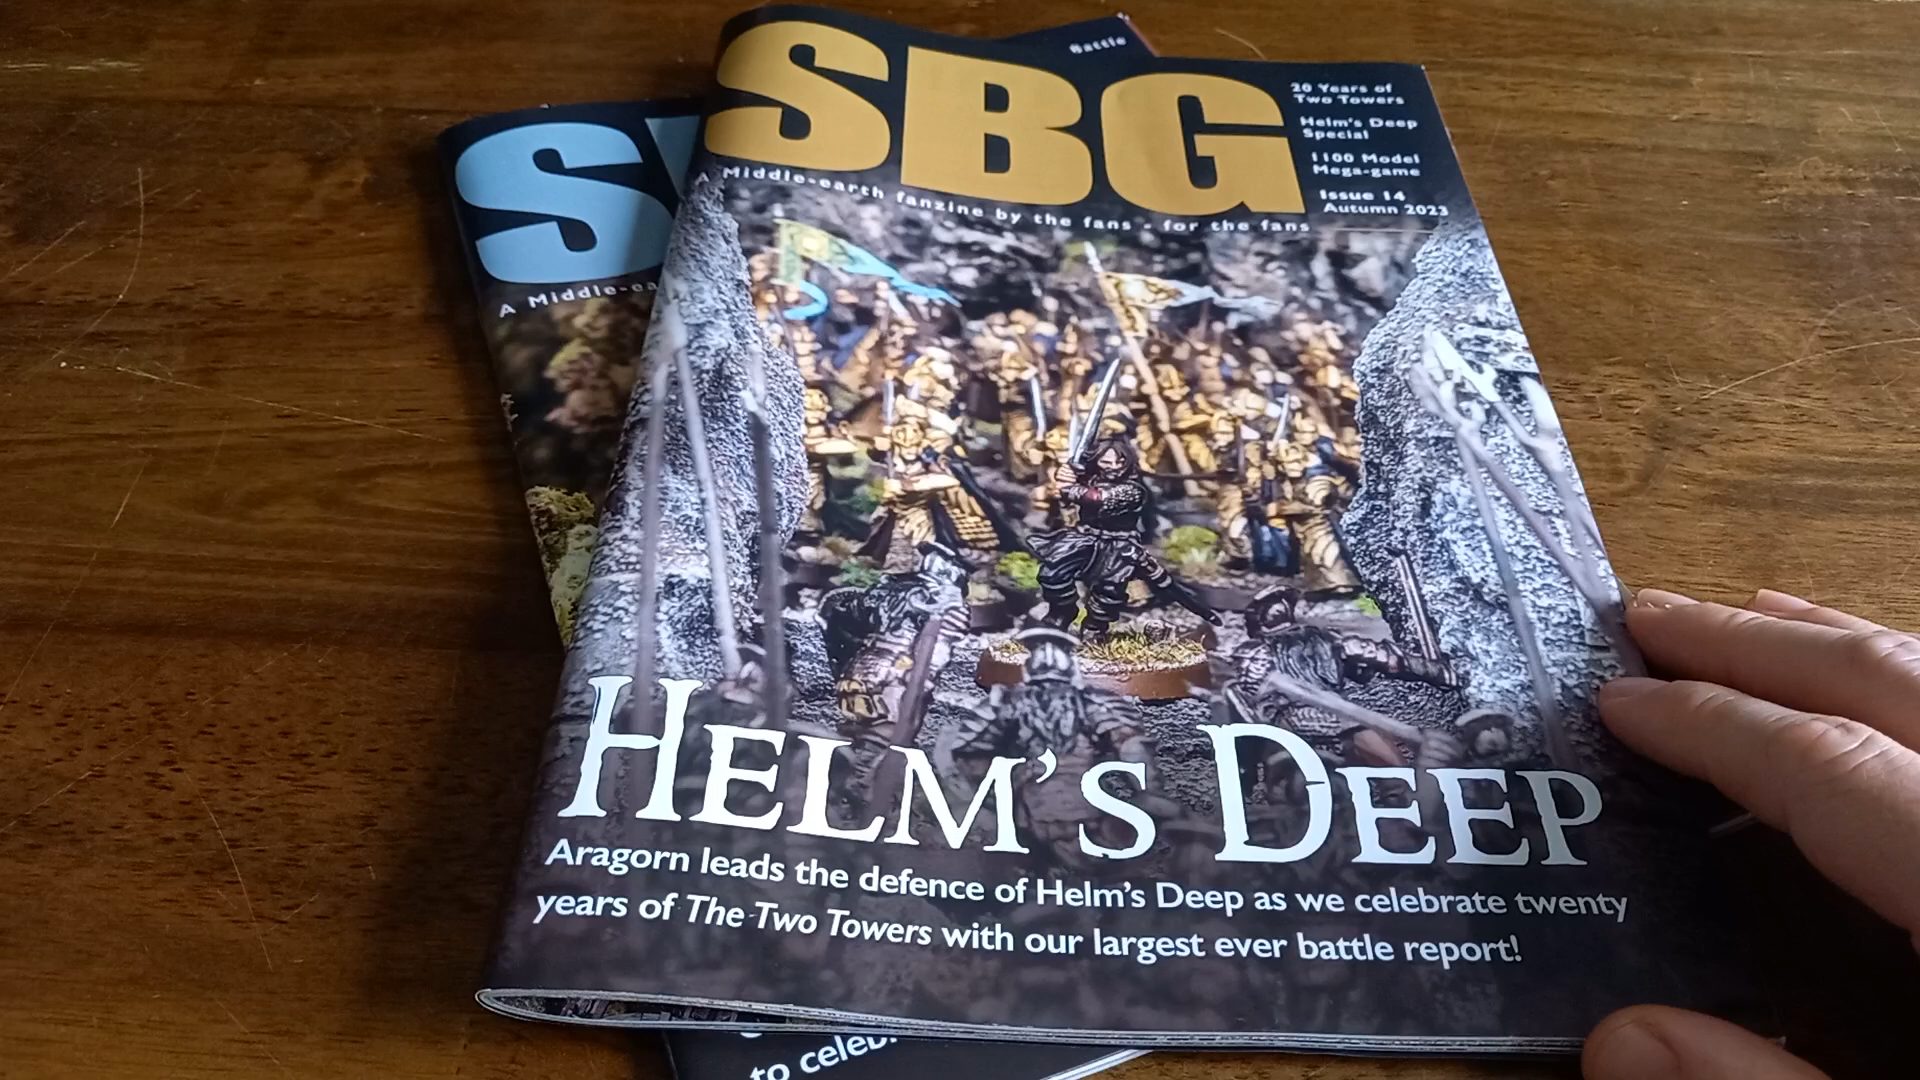 SBG
20 Years of
Two Towers
Helm's Deep
Special
1100 Model
Mega-game
Issue 14
Autumn 2023
A Middle-earth fanzine by the fans - for the fans
HELM'S DEEP
Aragorn leads the defence of Helm's Deep as we celebrate twenty
years of The Two Towers with our largest ever battle report!
Battle
S
A Middle-ea
to celeb